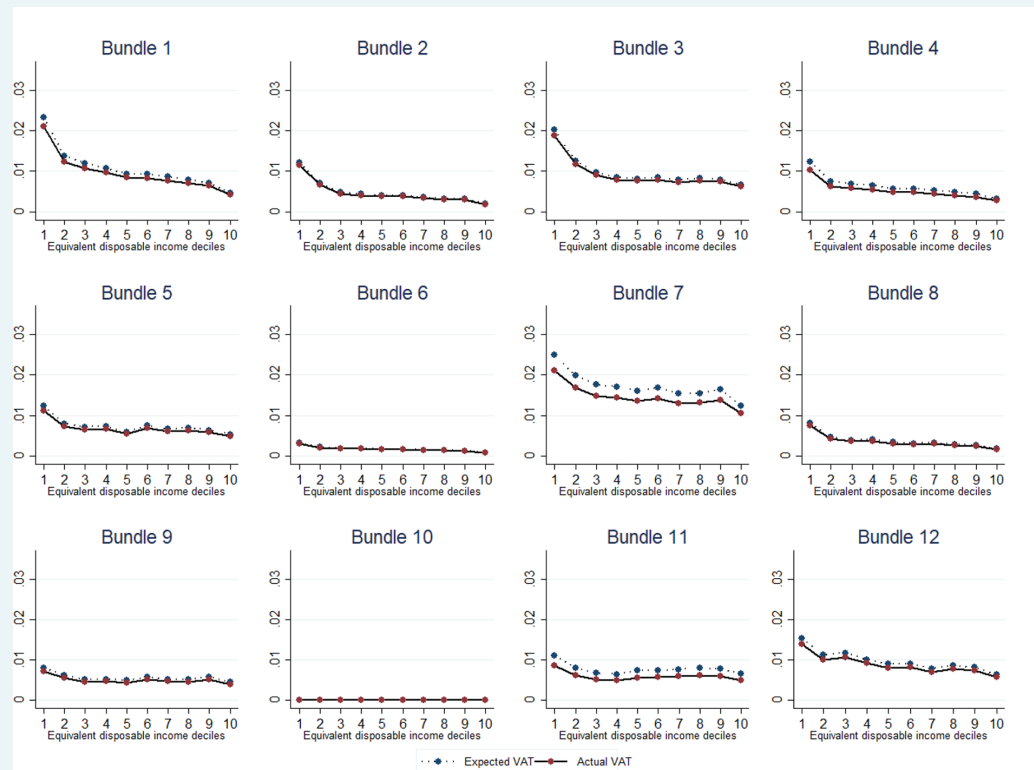 Bundle 1
.03
.02
.01
0
1 2 3 4 5 6 7 8 9 10
Equivalent disposable income deciles
Bundle 2
.03
.02
.01
0
1 2 3 4 5 6 7 8 9 10
Equivalent disposable income deciles
Bundle 3
.03
.02
.01
0
1 2 3 4 5 6 7 8 9 10
Equivalent disposable income deciles
Bundle 4
.03
.02
.01
0
1 2 3 4 5 6 7 8 9 10
Equivalent disposable income deciles
Bundle 5
.03
.02
.01
0
1 2 3 4 5 6 7 8 9 10
Equivalent disposable income deciles
Bundle 6
.03
.02
.01
0
1 2 3 4 5 6 7 8 9 10
Equivalent disposable income deciles
Bundle 7
.03
.02
.01
0
1 2 3 4 5 6 7 8 9 10
Equivalent disposable income deciles
Bundle 8
.03
.02
.01
0
1 2 3 4 5 6 7 8 9 10
Equivalent disposable income deciles
Bundle 9
.03
.02
.01
0
1 2 3 4 5 6 7 8 9 10
Equivalent disposable income deciles
Bundle 10
.03
.02
.01
0
1 2 3 4 5 6 7 8 9 10
Equivalent disposable income deciles
Bundle 11
.03
.02
.01
0
1 2 3 4 5 6 7 8 9 10
Equivalent disposable income deciles
Bundle 12
.03
.02
.01
0
1 2 3 4 5 6 7 8 9 10
Equivalent disposable income deciles
Expected VAT Actual VAT